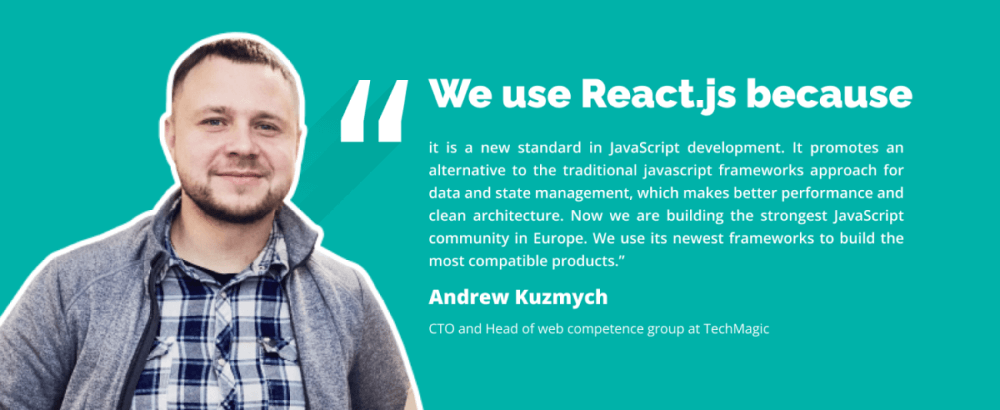 “
We use React.js because
it is a new standard in JavaScript development. It promotes an
alternative to the traditional javascript frameworks approach for
data and state management, which makes better performance and
clean architecture. Now we are building the strongest JavaScript
community in Europe. We use its newest frameworks to build the
most compatible products.”
Andrew Kuzmych
CTO and Head of web competence group at TechMagic